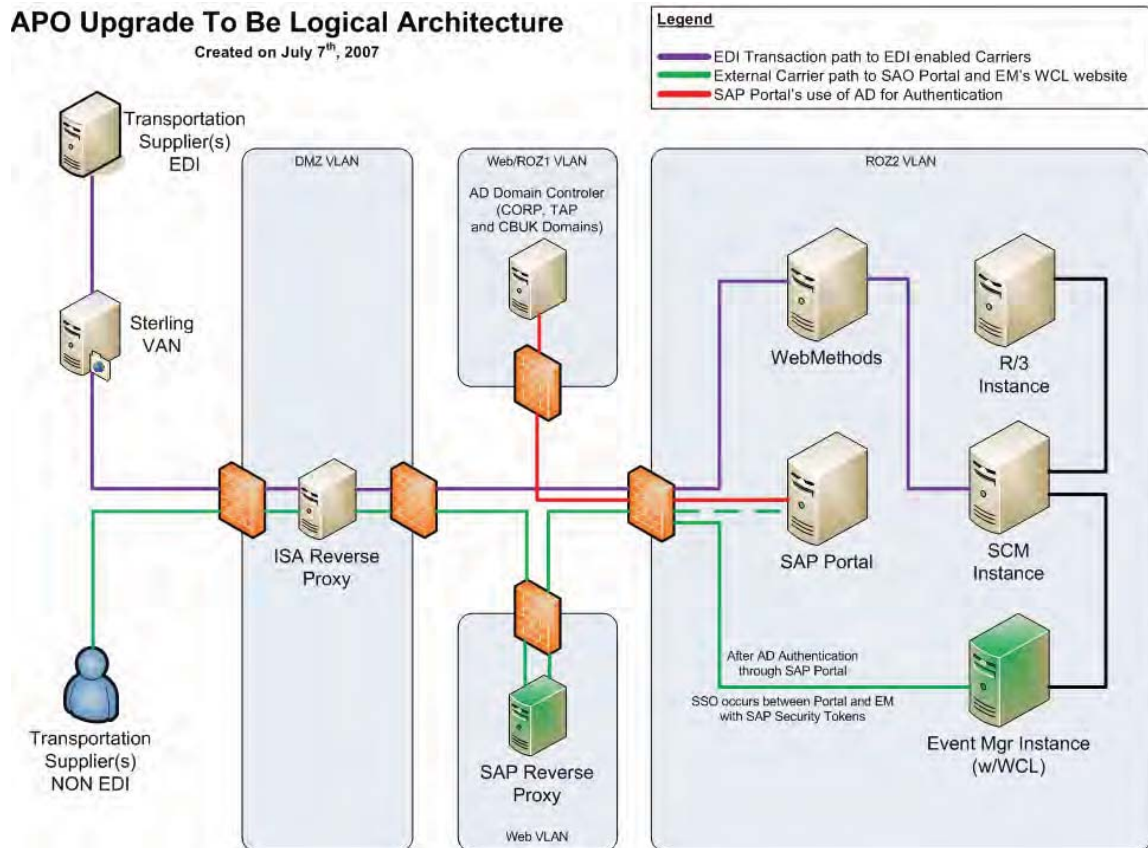 APO Upgrade To Be Logical Architecture
Created on July 7th, 2007
Legend
EDI Transaction path to EDI enabled Carriers
External Carrier path to SAO Portal and EM's WCL website
SAP Portal's use of AD for Authentication
Transportation
Supplier(s)
EDI
Sterling
VAN
Transportation
Supplier(s)
NON EDI
DMZ VLAN
ISA Reverse
Proxy
Web/ROZ1 VLAN
AD Domain Controler
(CORP, TAP
and CBUK Domains)
SAP Reverse
Proxy
Web VLAN
ROZ2 VLAN
WebMethods
R/3
Instance
SAP Portal
SCM
Instance
After AD Authentication
through SAP Portal
SSO occurs between Portal and EM
with SAP Security Tokens
Event Mgr Instance
(w/WCL)